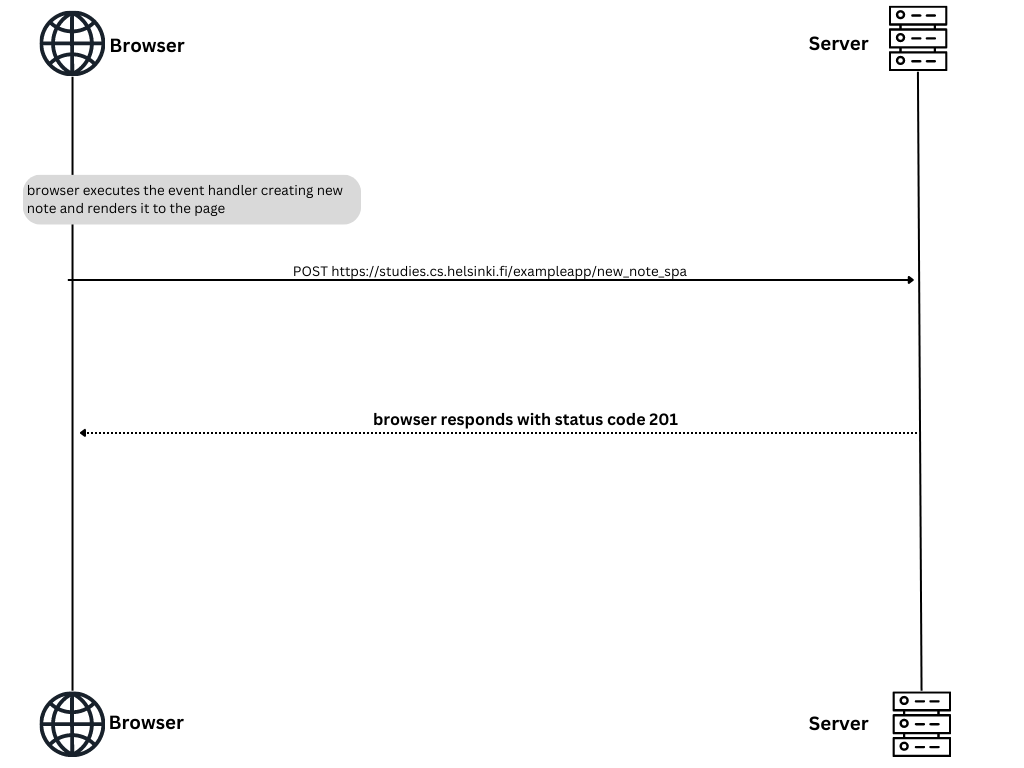 Browser
Server
browser executes the event handler creating new
note and renders it to the page
POST https://studies.cs.helsinki.fi/exampleapp/new_note_spa
browser responds with status code 201
Browser
Server